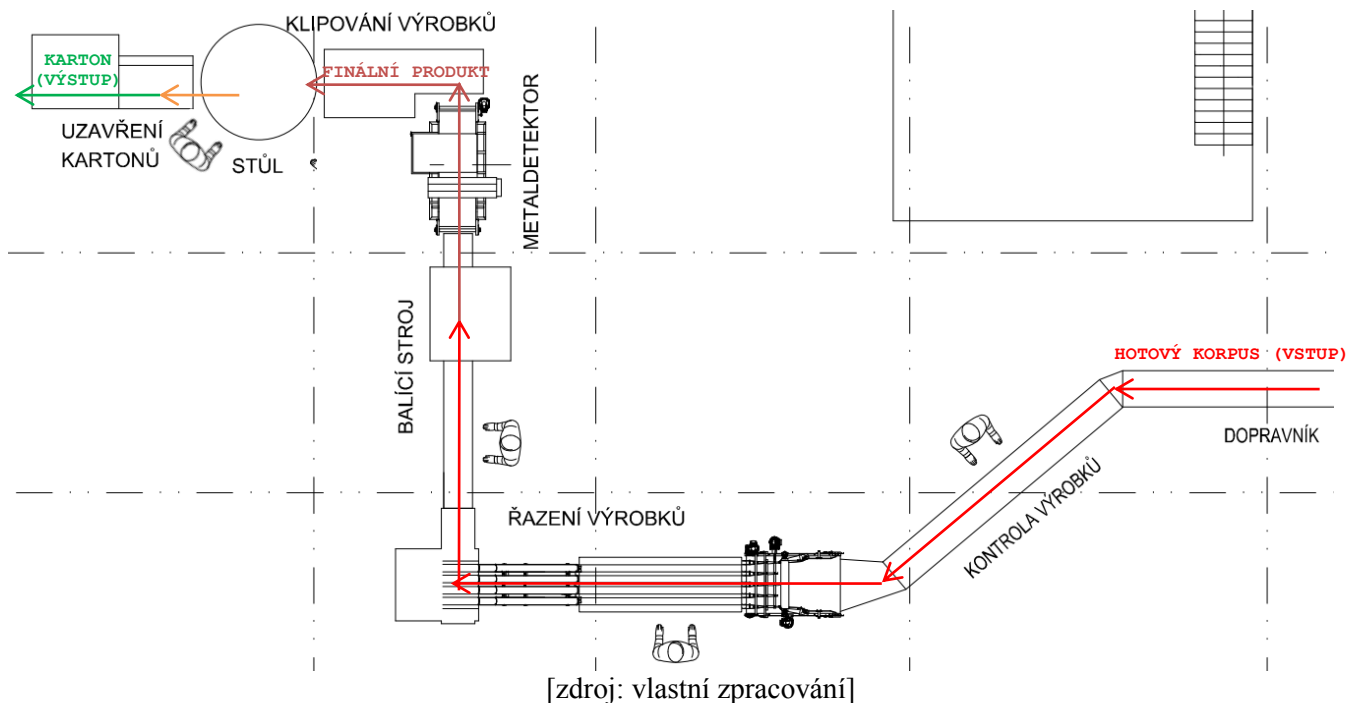 KLIPOVÁNÍ VÝROBKŮ
KARTON
(VÝSTUP)
FINÁLNÍ PRODUKT
UZAVŘENÍ
KARTONŮ
STŮL
METALDETEKTOR
BALÍCÍ STROJ
HOTOVÝ KORPUS (VSTUP)
DOPRAVNÍK
KONTROLA VÝROBKŮ
ŘAZENÍ VÝROBKŮ
[zdroj: vlastní zpracování]